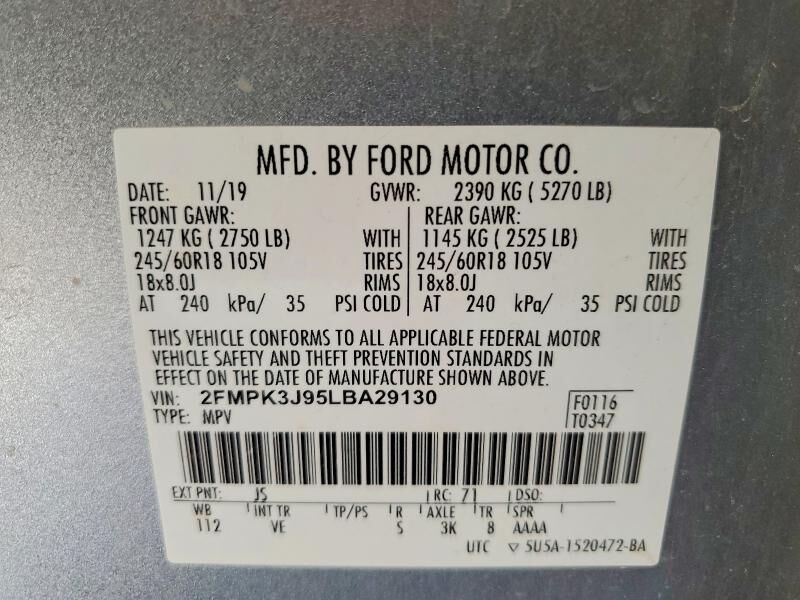 MFD. BY FORD MOTOR CO.
DATE: 11/19 GVWR: 2390 KG ( 5270 LB)
FRONT GAWR: REAR GAWR:
1247 KG ( 2750 LB) WITH 1145 KG ( 2525 LB) WITH
245/60R18 105V TIRES 245/60R18 105V TIRES
18x8.0J RIMS 18x8.0J RIMS
AT 240 kPa/ 35 PSI COLD AT 240 kPa/ 35 PSI COLD
THIS VEHICLE CONFORMS TO ALL APPLICABLE FEDERAL MOTOR
VEHICLE SAFETY AND THEFT PREVENTION STANDARDS IN
EFFECT ON THE DATE OF MANUFACTURE SHOWN ABOVE.
VIN: 2FMPK3J95LBA29130 F0116
TYPE: MPV T0347
EXT PNT: JS RC: 71 DSO:
WB INT TR TP/PS R AXLE TR SPR
112 VE S 3K 8 AAAA
UTC ▽ 5U5A-1520472-BA